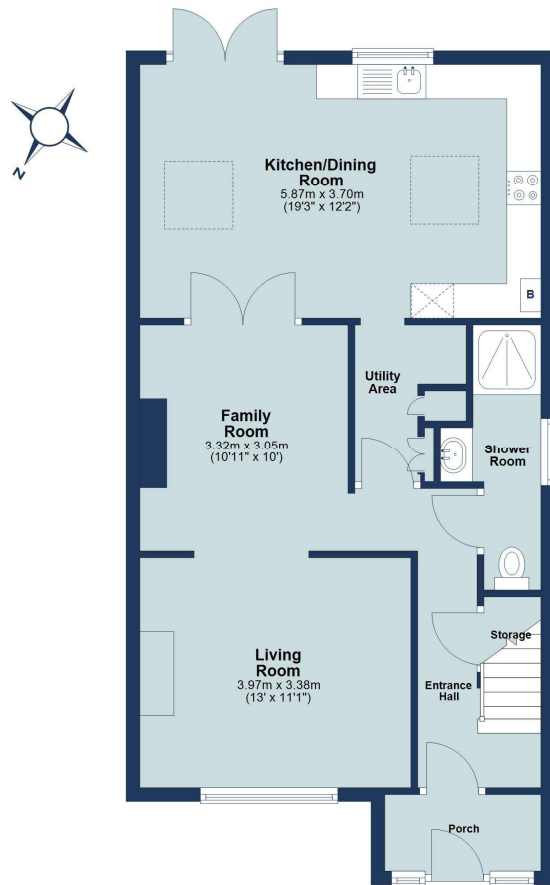 N
Kitchen/Dining
Room
5.87m x 3.70m
(19'3" x 12'2")
B
Utility
Area
Family
Room
3.32m x 3.05m
(10'11" x 10')
Shower
Room
Living
Room
3.97m x 3.38m
(13' x 11'1")
Storage
Entrance
Hall
Porch